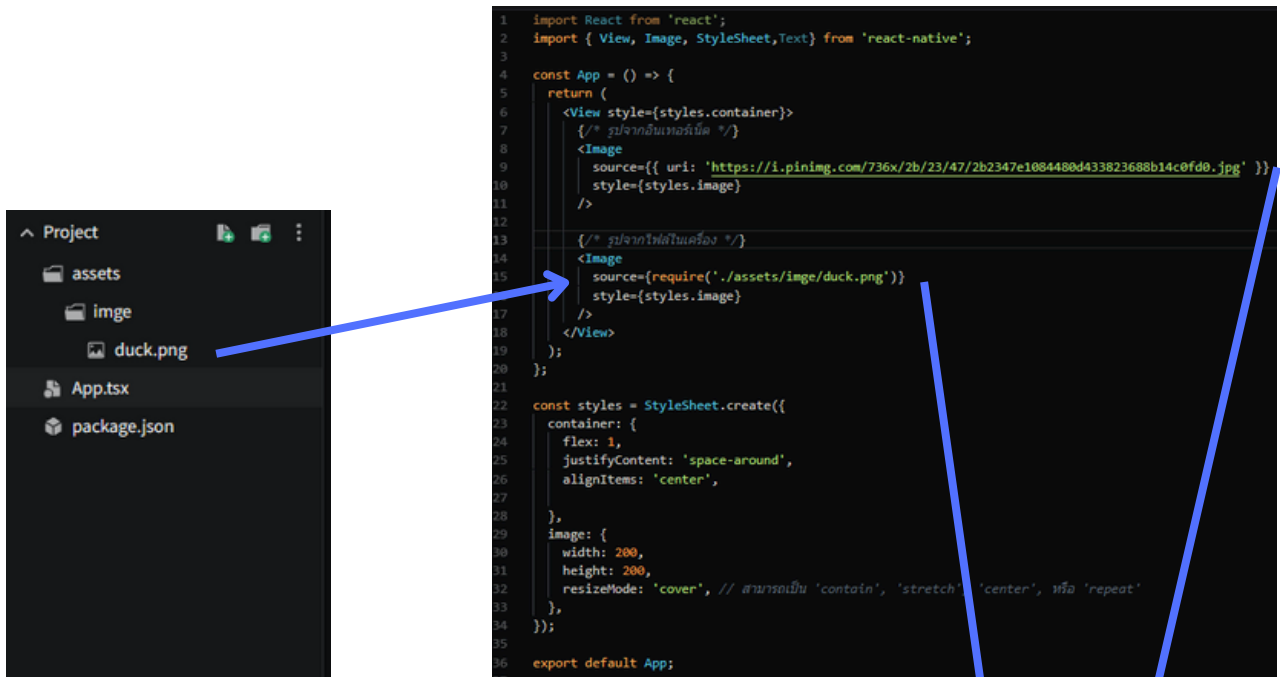 Project
assets
imge
duck.png
App.tsx
package.json
1 import React from 'react';
2 import { View, Image, StyleSheet,Text} from 'react-native';
3
4 const App = () => {
5 return (
6 <View style={styles.container}>
7 {/* รูปจากอินเทอร์เน็ต */}
8 <Image
9 source={{ uri: 'https://i.pinimg.com/736x/2b/23/47/2b2347e1084480d433823688b14c0fd0.jpg' }}
10 style={styles.image}
11 />
12
13 {/* รูปจากไฟล์ในเครื่อง */}
14 <Image
15 source={require('./assets/imge/duck.png')}
style={styles.image}
17 />
18 </View>
19 );
20 };
21
22 const styles = StyleSheet.create({
23 container: {
24 flex: 1,
25 justifyContent: 'space-around',
26 alignItems: 'center',
27
28 },
29 image: {
30 width: 200,
31 height: 200,
32 resizeMode: 'cover', // สามารถเป็น 'contain', 'stretch', 'center', หรือ 'repeat'
33 },
34 });
35
36 export default App;